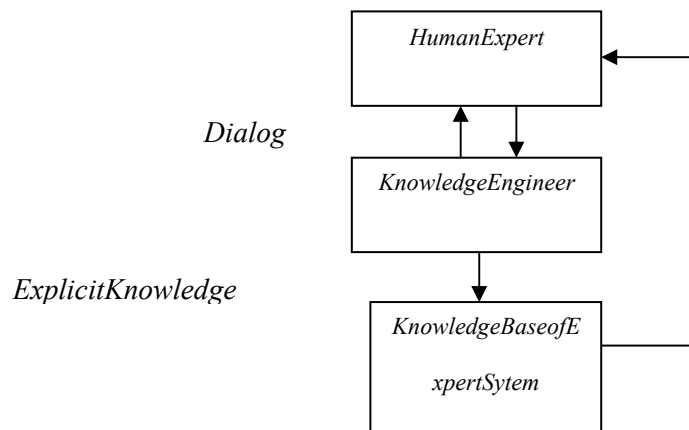 HumanExpert
Dialog
KnowledgeEngineer
ExplicitKnowledge
KnowledgeBaseofE
xpertSytem